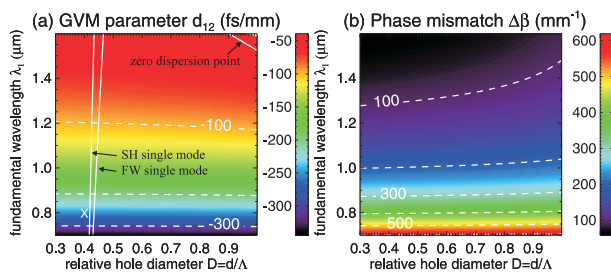 (a) GVM parameter d12 (fs/mm)
fundamental wavelength λ1 (μm)
1.4
1.2
1.0
0.8
zero dispersion point
-100
SH single mode
FW single mode
x
-300
0.3 0.4 0.5 0.6 0.7 0.8 0.9
relative hole diameter D=d/Λ
-50
-100
-150
-200
-250
-300
(b) Phase mismatch Δβ (mm⁻¹)
fundamental wavelength λ1 (μm)
1.4
1.2
1.0
0.8
100
300
500
0.3 0.4 0.5 0.6 0.7 0.8 0.9
relative hole diameter D=d/Λ
600
500
400
300
200
100